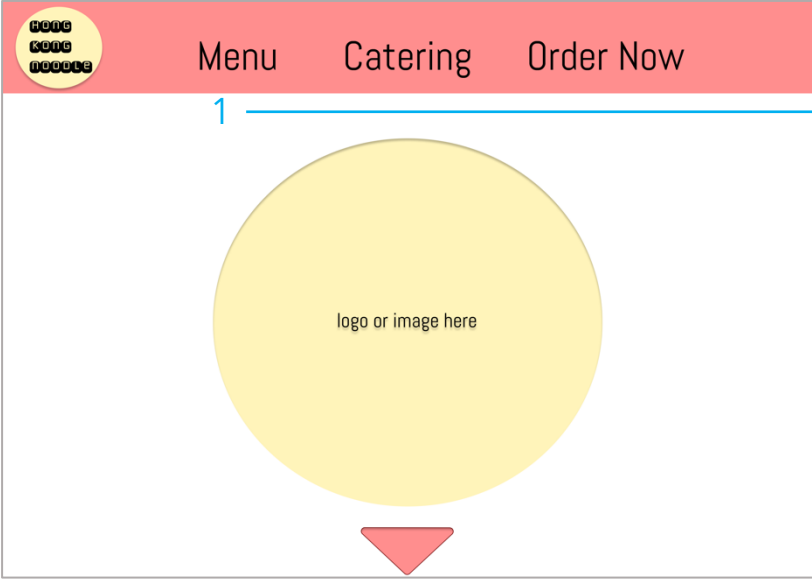 HONG
KONG
NOODLE
Menu Catering Order Now
1
logo or image here